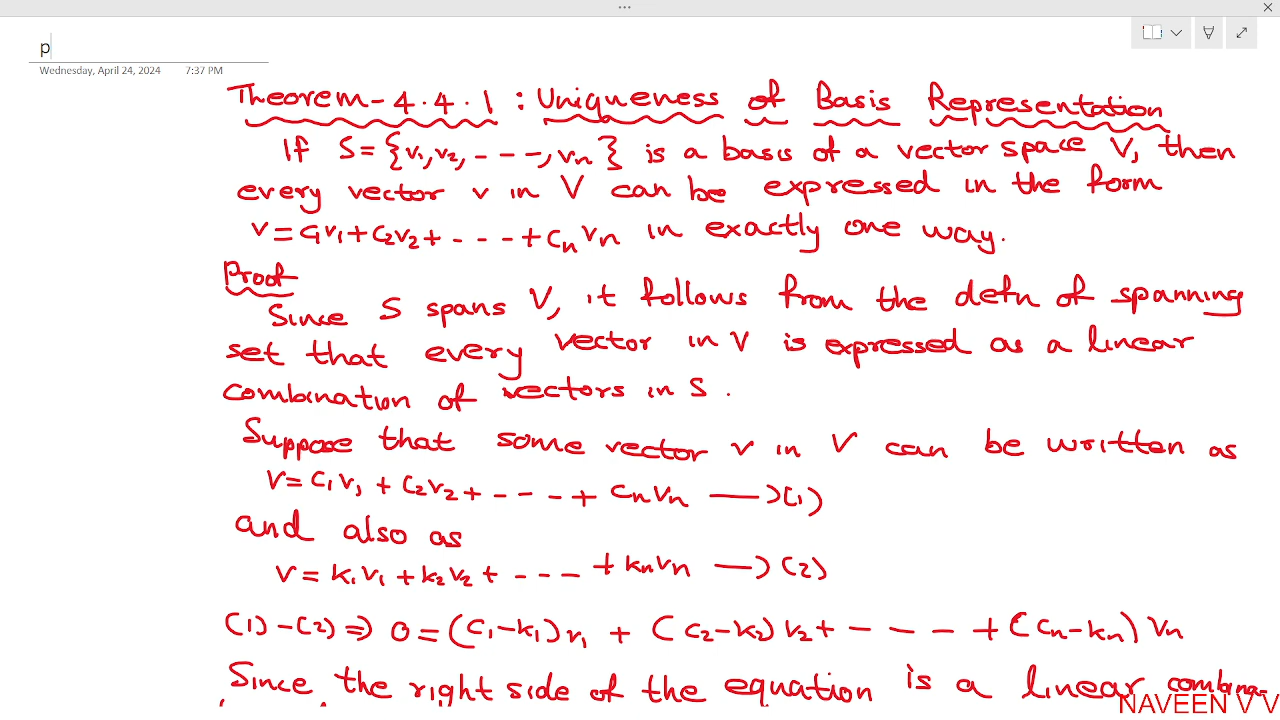 p
Wednesday, April 24, 2024 7:37 PM
Theorem-4.4.1 : Uniqueness of Basis Representation
If S={v₁,v₂,-----,vₙ} is a basis of a vector space V, then
every vector v in V can be expressed in the form
v=c₁v₁+c₂v₂+----+cₙvₙ in exactly one way.
Proof
Since S spans V, it follows from the defn of spanning
set that every vector in V is expressed as a linear
combination of vectors in S.
Suppose that some vector v in V can be written as
v=c₁v₁+c₂v₂+----+cₙvₙ —>(1)
and also as
v=k₁v₁+k₂v₂+----+kₙvₙ —>(2)
(1)-(2)⇒ 0=(c₁-k₁)v₁+(c₂-k₂)v₂+----+(cₙ-kₙ)vₙ
Since the right side of the equation is a linear combina-
NAVEEN V V